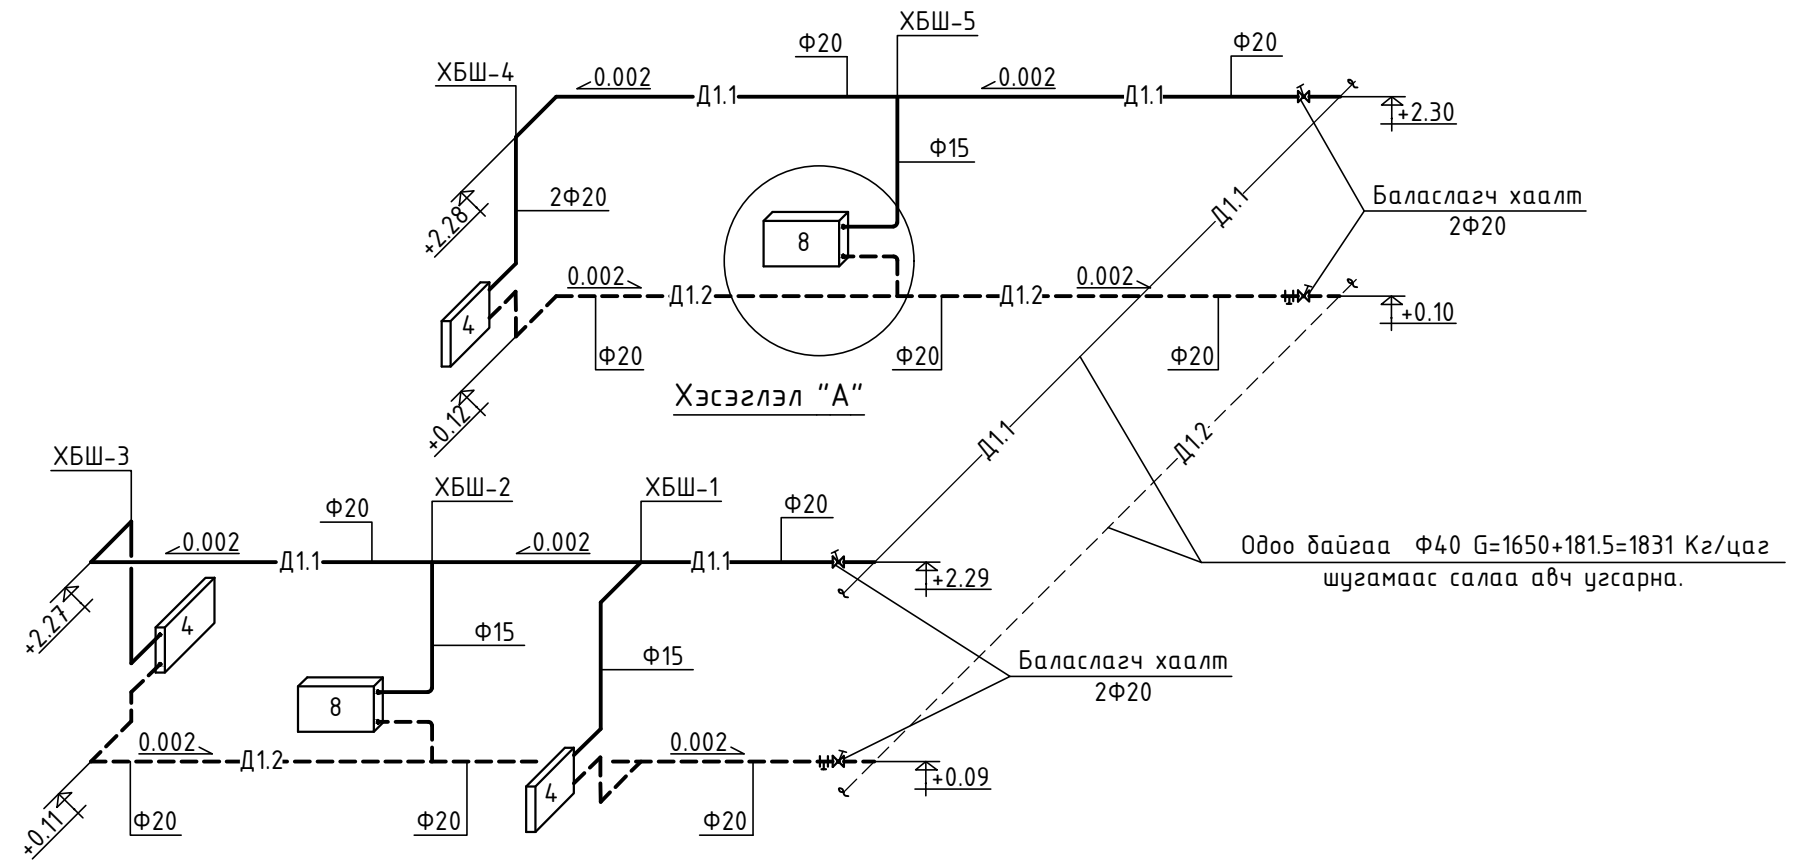 ХБШ-5
Ф20
Ф20
ХБШ-4
0.002
0.002
Д1.1
Д1.1
+2.30
Ф15
2Ф20
Д1.1
Баласлагч хаалт
2Ф20
+2.28
8
0.002
0.002
Д1.2
Д1.2
+0.10
4
Ф20
Ф20
Ф20
Хэсэглэл "А"
+0.12
Д1.1
Д1.2
ХБШ-3
ХБШ-2
ХБШ-1
Ф20
Ф20
0.002
0.002
Д1.1
Д1.1
+2.29
Одоо байгаа Ф40 G=1650+181.5=1831 Кг/цаг
шугамаас салаа авч угсарна.
+2.27
4
Ф15
Ф15
Баласлагч хаалт
2Ф20
8
0.002
0.002
Д1.2
+0.09
4
+0.11
Ф20
Ф20
Ф20